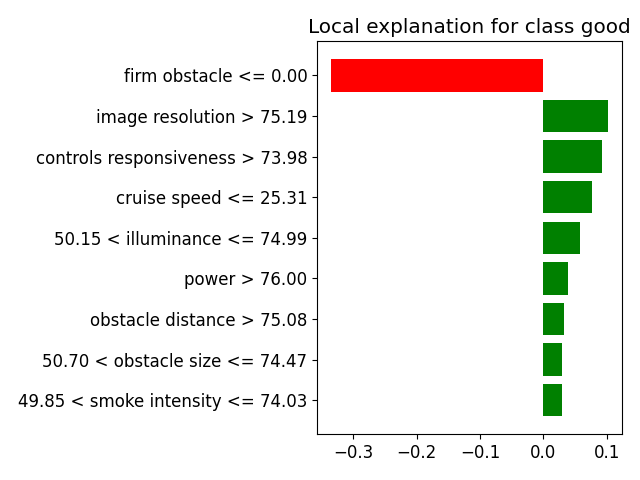 Local explanation for class good
firm obstacle <= 0.00
image resolution > 75.19
controls responsiveness > 73.98
cruise speed <= 25.31
50.15 < illuminance <= 74.99
power > 76.00
obstacle distance > 75.08
50.70 < obstacle size <= 74.47
49.85 < smoke intensity <= 74.03
−0.3 −0.2 −0.1 0.0 0.1